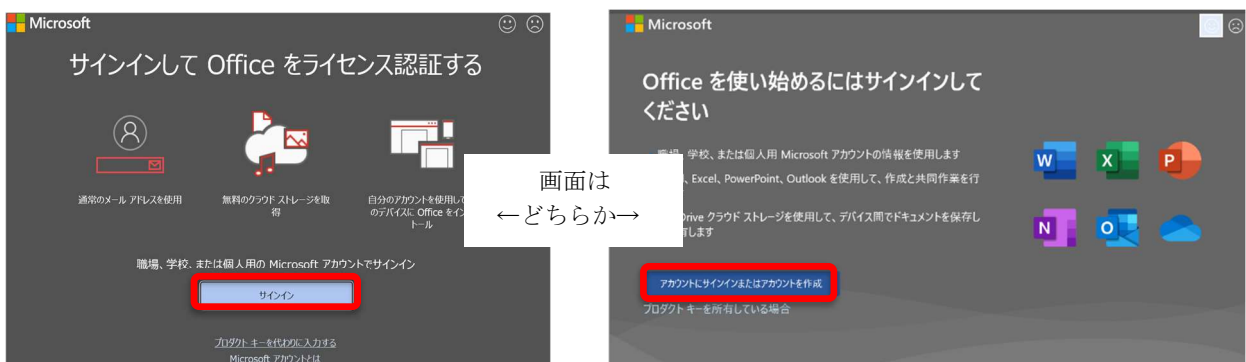 Microsoft
サインインして Office をライセンス認証する
通常のメール アドレスを使用
無料のクラウド ストレージを取
得
自分のアカウントを使用して
のデバイスに Office をイン
トール
職場、学校、または個人用の Microsoft アカウントでサインイン
サインイン
プロダクト キーを代わりに入力する
Microsoft アカウントとは
画面は
←どちらか→
Microsoft
Office を使い始めるにはサインインして
ください
職場、学校、または個人用 Microsoft アカウントの情報を使用します
、Excel、PowerPoint、Outlook を使用して、作成と共同作業を行
Drive クラウド ストレージを使用して、デバイス間でドキュメントを保存し
有します
W X P
N O
アカウントにサインインまたはアカウントを作成
プロダクト キーを所有している場合